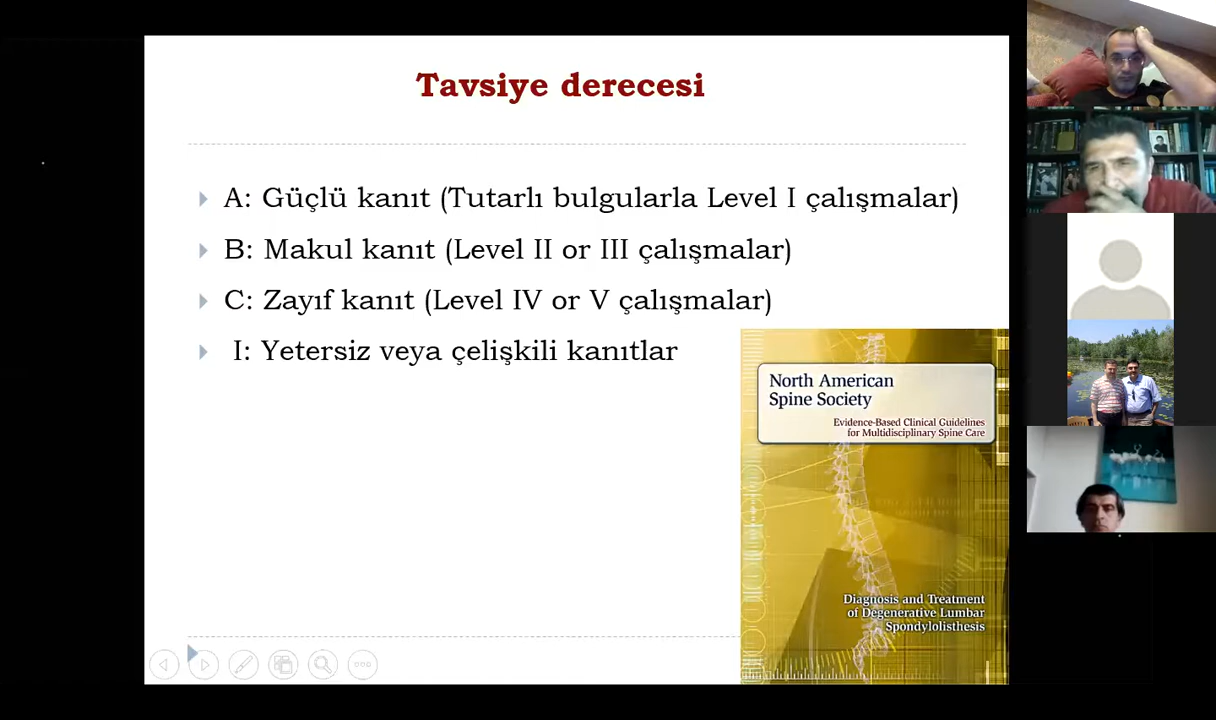 Tavsiye derecesi
A: Güçlü kanıt (Tutarlı bulgularla Level I çalışmalar)
B: Makul kanıt (Level II or III çalışmalar)
C: Zayıf kanıt (Level IV or V çalışmalar)
I: Yetersiz veya çelişkili kanıtlar
North American
Spine Society
Evidence-Based Clinical Guidelines
for Multidisciplinary Spine Care
Diagnosis and Treatment
of Degenerative Lumbar
Spondylolisthesis